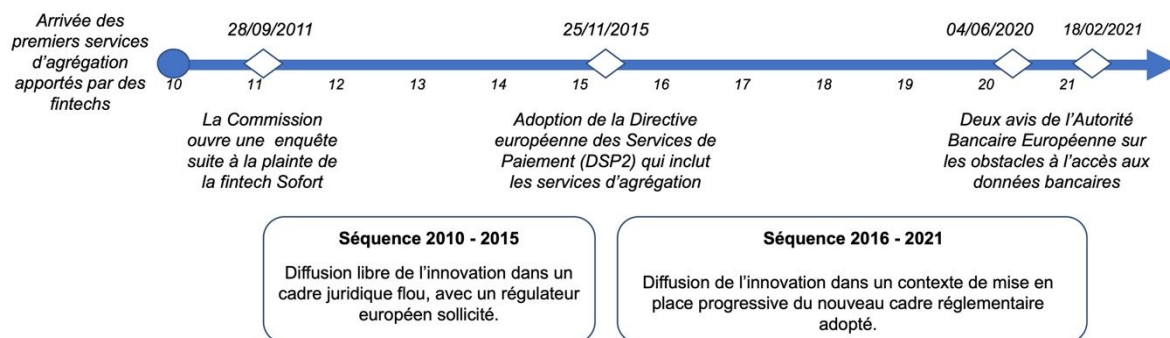 Arrivée des
premiers services
d'agrégation
apportés par des
fintechs
28/09/2011
25/11/2015
04/06/2020
18/02/2021
10
11
12
13
14
15
16
17
18
19
20
21
La Commission
ouvre une enquête
suite à la plainte de
la fintech Sofort
Adoption de la Directive
européenne des Services de
Paiement (DSP2) qui inclut
les services d'agrégation
Deux avis de l'Autorité
Bancaire Européenne sur
les obstacles à l'accès aux
données bancaires
Séquence 2010 - 2015
Diffusion libre de l'innovation dans un
cadre juridique flou, avec un régulateur
européen sollicité.
Séquence 2016 - 2021
Diffusion de l'innovation dans un contexte de mise en
place progressive du nouveau cadre réglementaire
adopté.